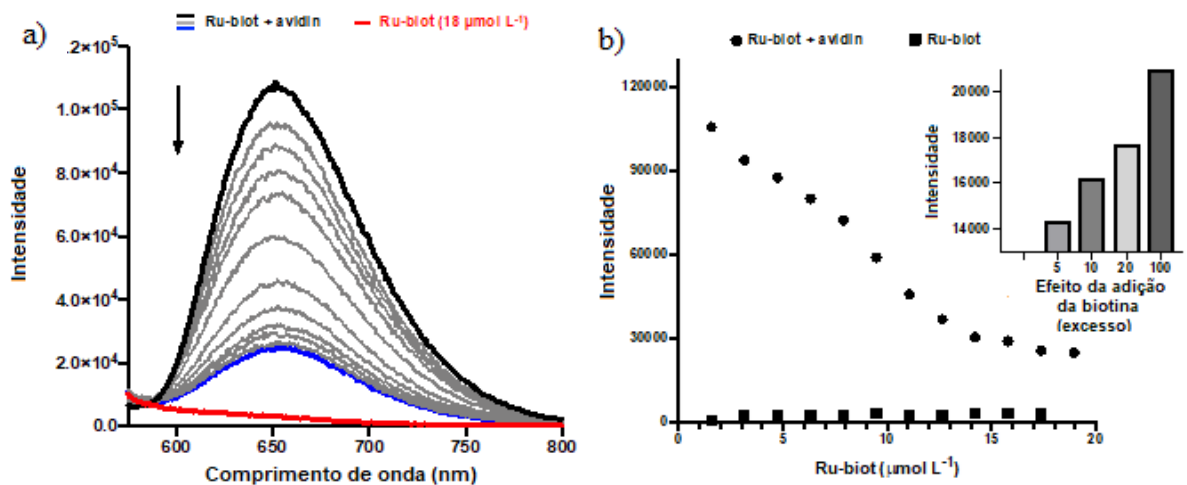 a)
Ru-biot + avidin
Ru-biot (18 µmol L-1)
.2×10⁵
1.0×10⁵
8.0×10⁴
6.0×10⁴
4.0×10⁴
2.0×10⁴
0.0
Intensidade
600
650
700
750
800
Comprimento de onda (nm)
b)
Ru-biot + avidin
Ru-biot
120000
90000
60000
30000
0
Intensidade
0
5
10
15
20
Ru-biot (µmol L⁻¹)
20000
18000
16000
14000
Intensidade
5
10
20
100
Efeito da adição
da biotina
(excesso)